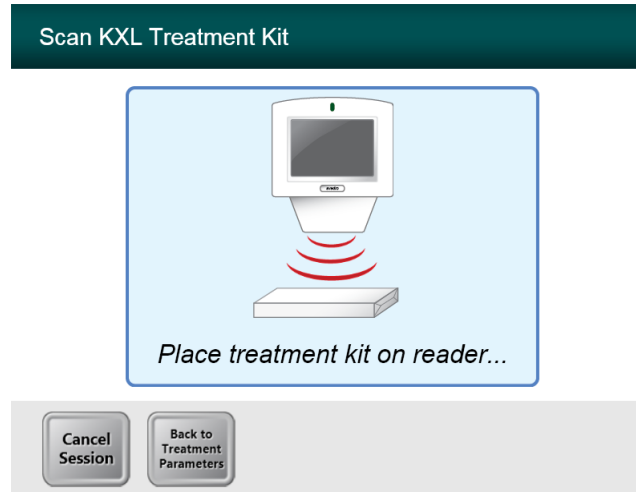 Scan KXL Treatment Kit
Place treatment kit on reader...
Cancel
Session
Back to
Treatment
Parameters